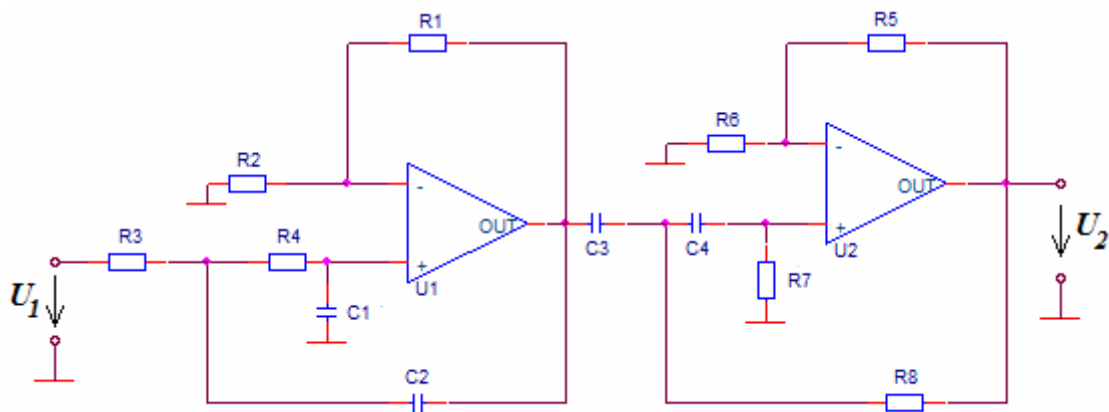 R1
R5
R6
R2
-
-
OUT
OUT
R3
R4
C3
C4
+
U2
U2
+
U1
R7
U1
C1
C2
R8